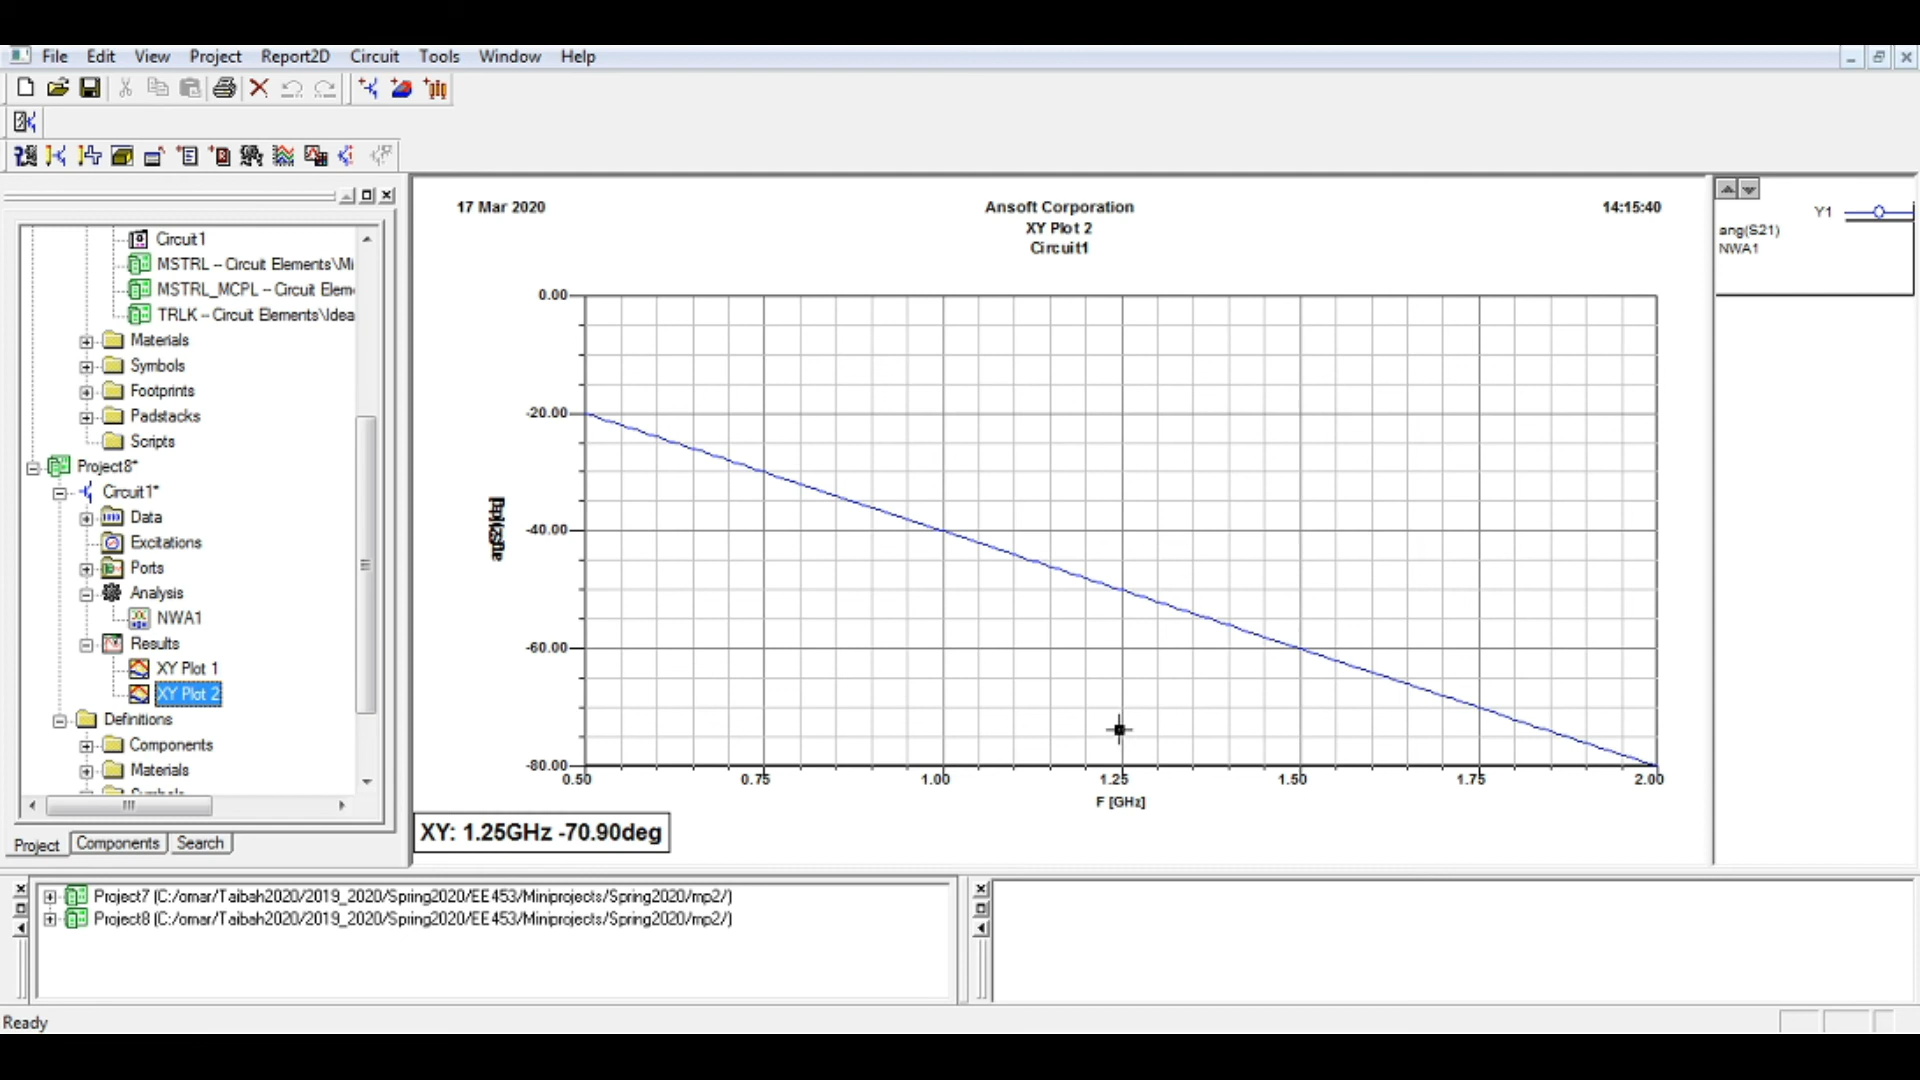 File Edit View Project Report2D Circuit Tools Window Help
Circuit1
MSTRL -- Circuit Elements\Mi
MSTRL_MCPL -- Circuit Elem
TRLK -- Circuit Elements\Idea
Materials
Symbols
Footprints
Padstacks
Scripts
Project8*
Circuit1*
Data
Excitations
Ports
Analysis
NWA1
Results
XY Plot 1
XY Plot 2
Definitions
Components
Materials
Symbols
Project Components Search
17 Mar 2020
Ansoft Corporation
14:15:40
XY Plot 2
Circuit1
0.00
-20.00
-40.00
-60.00
-80.00
0.50 0.75 1.00 1.25 1.50 1.75 2.00
F [GHz]
XY: 1.25GHz -70.90deg
Y1
ang(S21)
NWA1
Project7 (C:/omar/Taibah2020/2019_2020/Spring2020/EE453/Miniprojects/Spring2020/mp2/)
Project8 (C:/omar/Taibah2020/2019_2020/Spring2020/EE453/Miniprojects/Spring2020/mp2/)
Ready